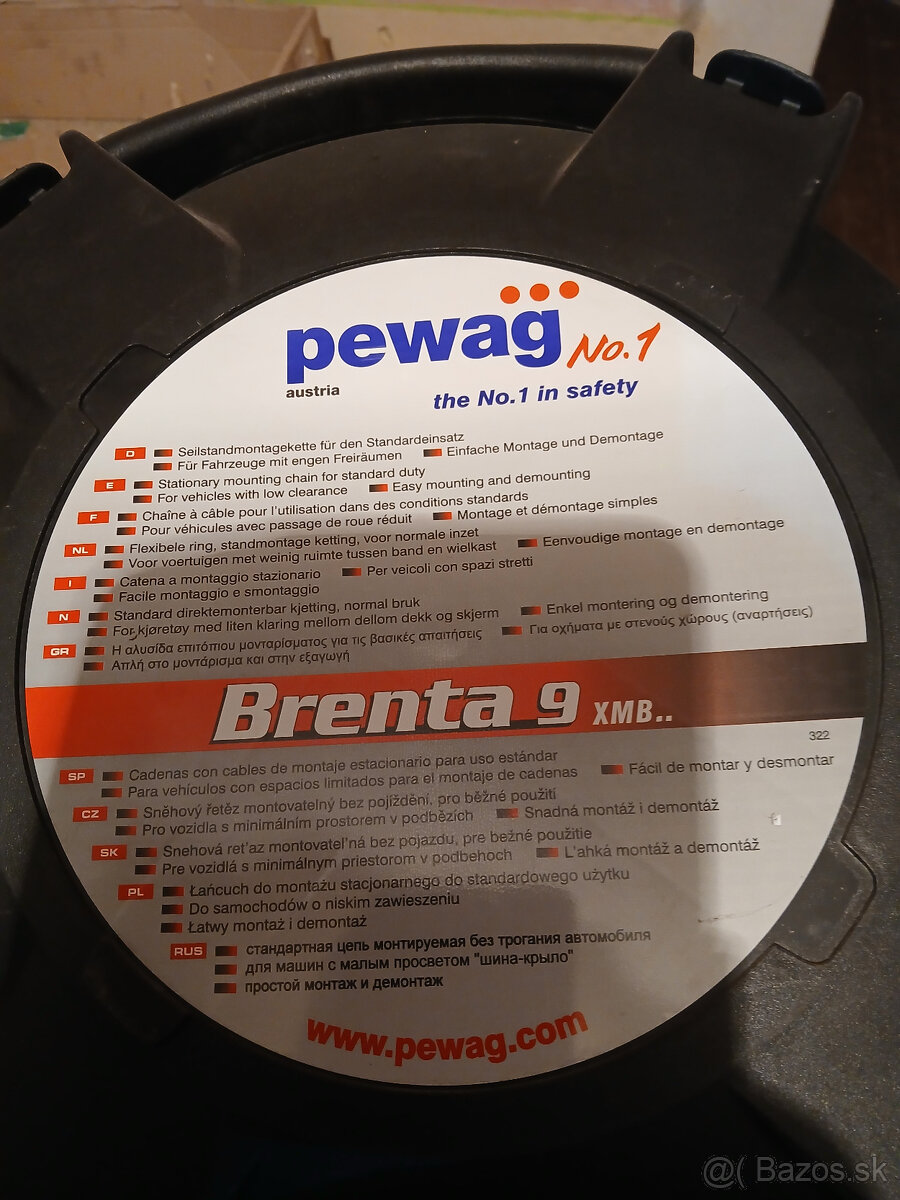 pewag No.1
austria
the No.1 in safety
D Seilstandmontagekette für den Standardeinsatz
Für Fahrzeuge mit engen Freiräumen Einfache Montage und Demontage
E Stationary mounting chain for standard duty
For vehicles with low clearance Easy mounting and demounting
F Chaîne à câble pour l'utilisation dans des conditions standards
Pour véhicules avec passage de roue réduit Montage et démontage simples
NL Flexibele ring, standmontage ketting, voor normale inzet
Voor voertuigen met weinig ruimte tussen band en wielkast Eenvoudige montage en demontage
I Catena a montaggio stazionario Per veicoli con spazi stretti
Facile montaggio e smontaggio
N Standard direktemonterbar kjetting, normal bruk
For kjøretøy med liten klaring mellom dellom dekk og skjerm Enkel montering og demontering
GR Η αλυσίδα επιτόπιου μονταρίσματος για τις βασικές απαιτήσεις Για οχήματα με στενούς χώρους (αναρτήσεις)
Απλή στο μοντάρισμα και στην εξαγωγή
Brenta 9 XMB..
322
SP Cadenas con cables de montaje estacionario para uso estándar
Para vehículos con espacios limitados para el montaje de cadenas Fácil de montar y desmontar
CZ Sněhový řetěz montovatelný bez pojíždění, pro běžné použití
Pro vozidla s minimálním prostorem v podbězích Snadná montáž i demontáž
SK Snehová ret'az montovatel'ná bez pojazdu, pre bežné použitie
Pre vozidlá s minimálnym priestorom v podbehoch L'ahká montáž a demontáž
PL Łańcuch do montażu stacjonarnego do standardowego użytku
Do samochodów o niskim zawieszeniu
Łatwy montaż i demontaż
RUS стандартная цепь монтируемая без трогания автомобиля
для машин с малым просветом "шина-крыло"
простой монтаж и демонтаж
www.pewag.com
@( Bazos.sk